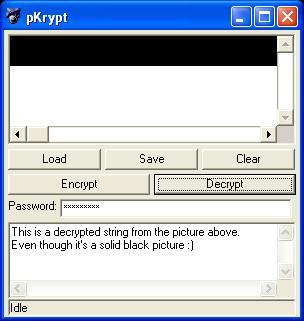 pKrypt
Load Save Clear
Encrypt Decrypt
Password: xxxxxxxxx
This is a decrypted string from the picture above.
Even though it's a solid black picture :)
Idle